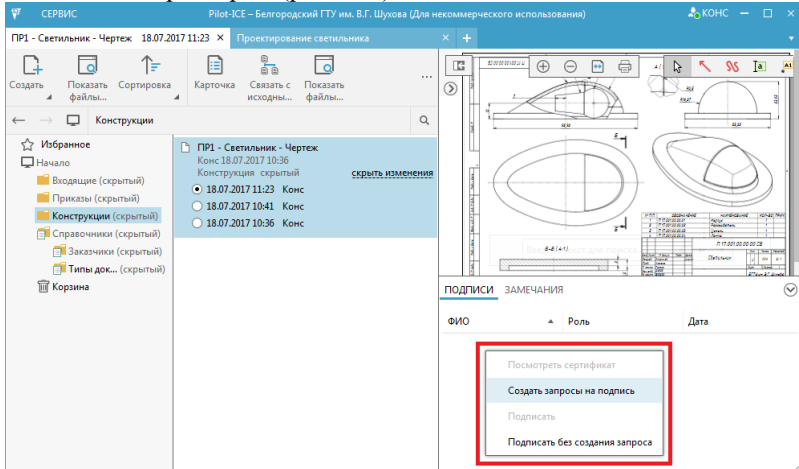 СЕРВИС
Pilot-ICE – Белгородский ГТУ им. В.Г. Шухова (Для некоммерческого использования)
КОНС
ПР1 - Светильник - Чертеж 18.07.2017 11:23
Проектирование светильника
Создать
Показать файлы...
Сортировка
Карточка
Связать с исходны...
Показать файлы...
Конструкции
Избранное
Начало
Входящие (скрытый)
Приказы (скрытый)
Конструкции (скрытый)
Справочники (скрытый)
Заказчики (скрытый)
Типы док... (скрытый)
Корзина
ПР1 - Светильник - Чертеж
Конс 18.07.2017 10:36
Конструкция скрытый
скрыть изменения
18.07.2017 11:23 Конс
18.07.2017 10:41 Конс
18.07.2017 10:36 Конс
Б-Б (4:1)
Светильник
ПОДПИСИ
ЗАМЕЧАНИЯ
ФИО
Роль
Дата
Посмотреть сертификат
Создать запросы на подпись
Подписать
Подписать без создания запроса